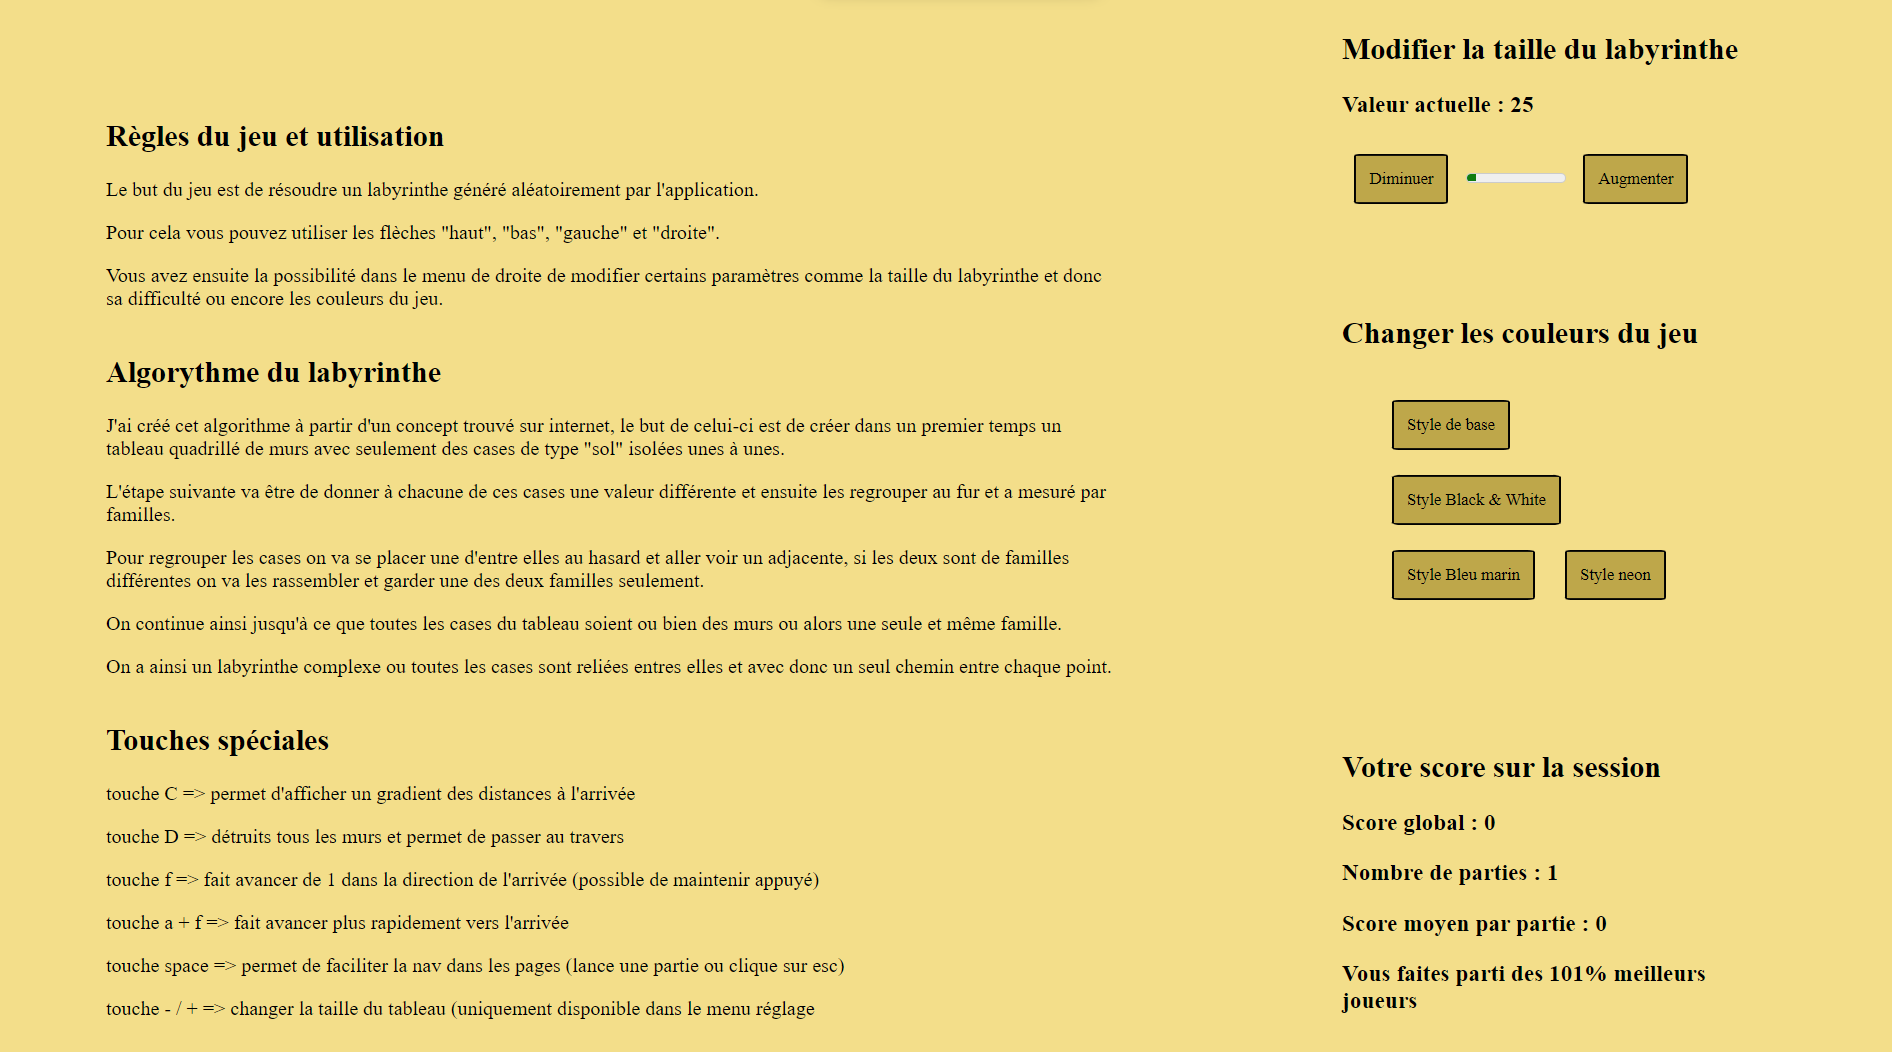 Règles du jeu et utilisation
Le but du jeu est de résoudre un labyrinthe généré aléatoirement par l'application.
Pour cela vous pouvez utiliser les flèches "haut", "bas", "gauche" et "droite".
Vous avez ensuite la possibilité dans le menu de droite de modifier certains paramètres comme la taille du labyrinthe et donc
sa difficulté ou encore les couleurs du jeu.
Algorythme du labyrinthe
J'ai créé cet algorithme à partir d'un concept trouvé sur internet, le but de celui-ci est de créer dans un premier temps un
tableau quadrillé de murs avec seulement des cases de type "sol" isolées unes à unes.
L'étape suivante va être de donner à chacune de ces cases une valeur différente et ensuite les regrouper au fur et a mesuré par
familles.
Pour regrouper les cases on va se placer une d'entre elles au hasard et aller voir un adjacente, si les deux sont de familles
différentes on va les rassembler et garder une des deux familles seulement.
On continue ainsi jusqu'à ce que toutes les cases du tableau soient ou bien des murs ou alors une seule et même famille.
On a ainsi un labyrinthe complexe ou toutes les cases sont reliées entres elles et avec donc un seul chemin entre chaque point.
Touches spéciales
touche C => permet d'afficher un gradient des distances à l'arrivée
touche D => détruits tous les murs et permet de passer au travers
touche f => fait avancer de 1 dans la direction de l'arrivée (possible de maintenir appuyé)
touche a + f => fait avancer plus rapidement vers l'arrivée
touche space => permet de faciliter la nav dans les pages (lance une partie ou clique sur esc)
touche - / + => changer la taille du tableau (uniquement disponible dans le menu réglage
Modifier la taille du labyrinthe
Valeur actuelle : 25
Diminuer Augmenter
Changer les couleurs du jeu
Style de base
Style Black & White
Style Bleu marin Style neon
Votre score sur la session
Score global : 0
Nombre de parties : 1
Score moyen par partie : 0
Vous faites parti des 101% meilleurs
joueurs